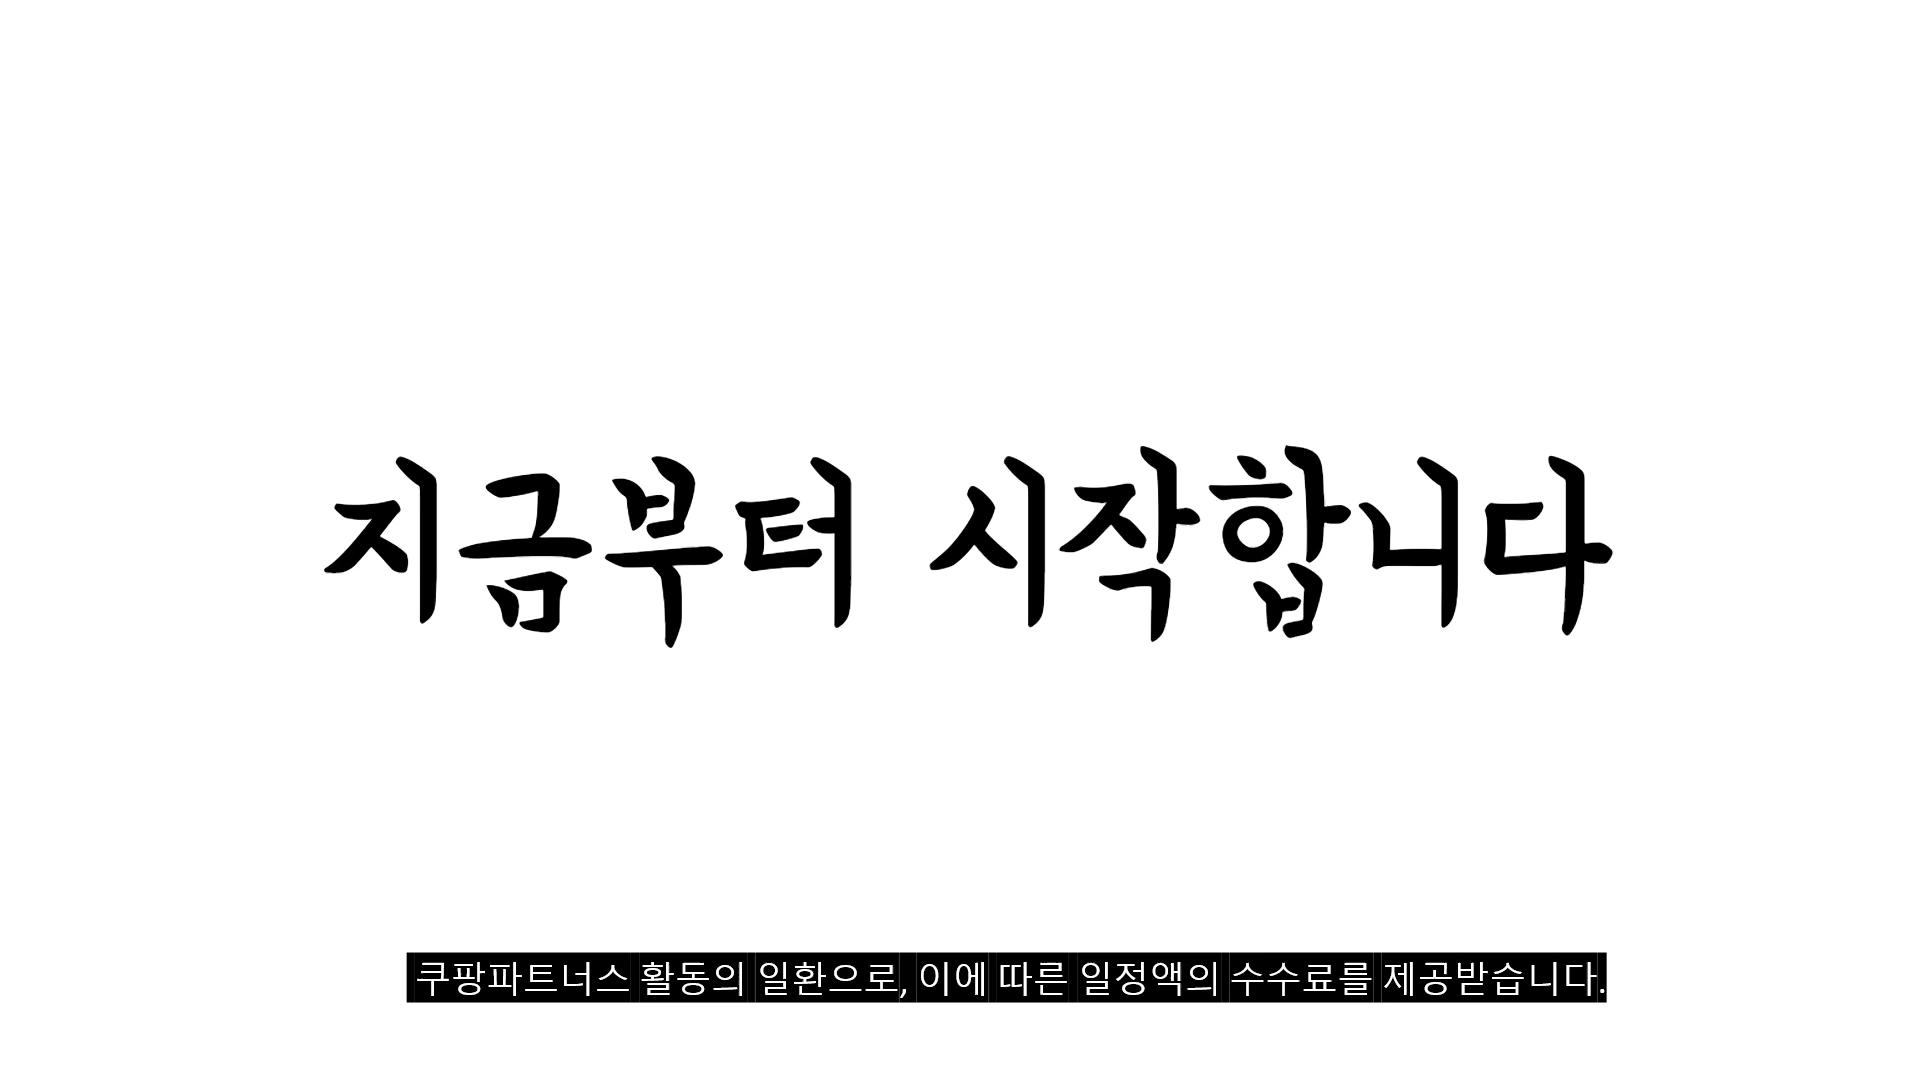 지금부터 시작합니다
쿠팡파트너스 활동의 일환으로, 이에 따른 일정액의 수수료를 제공받습니다.